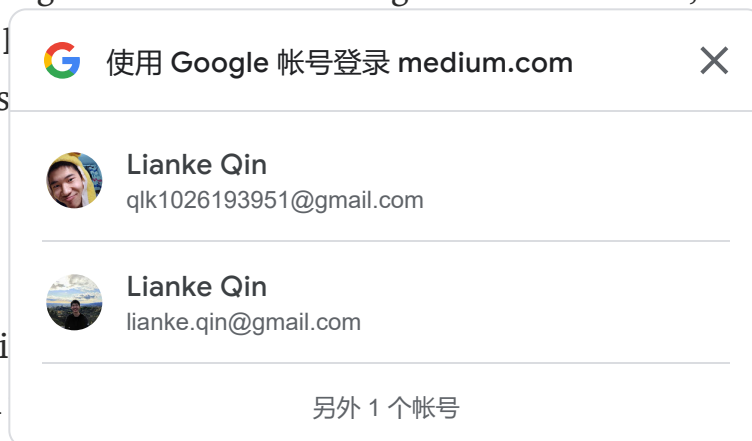 使用 Google 帐号登录 medium.com
Lianke Qin
qlk1026193951@gmail.com
Lianke Qin
lianke.qin@gmail.com
另外 1 个帐号